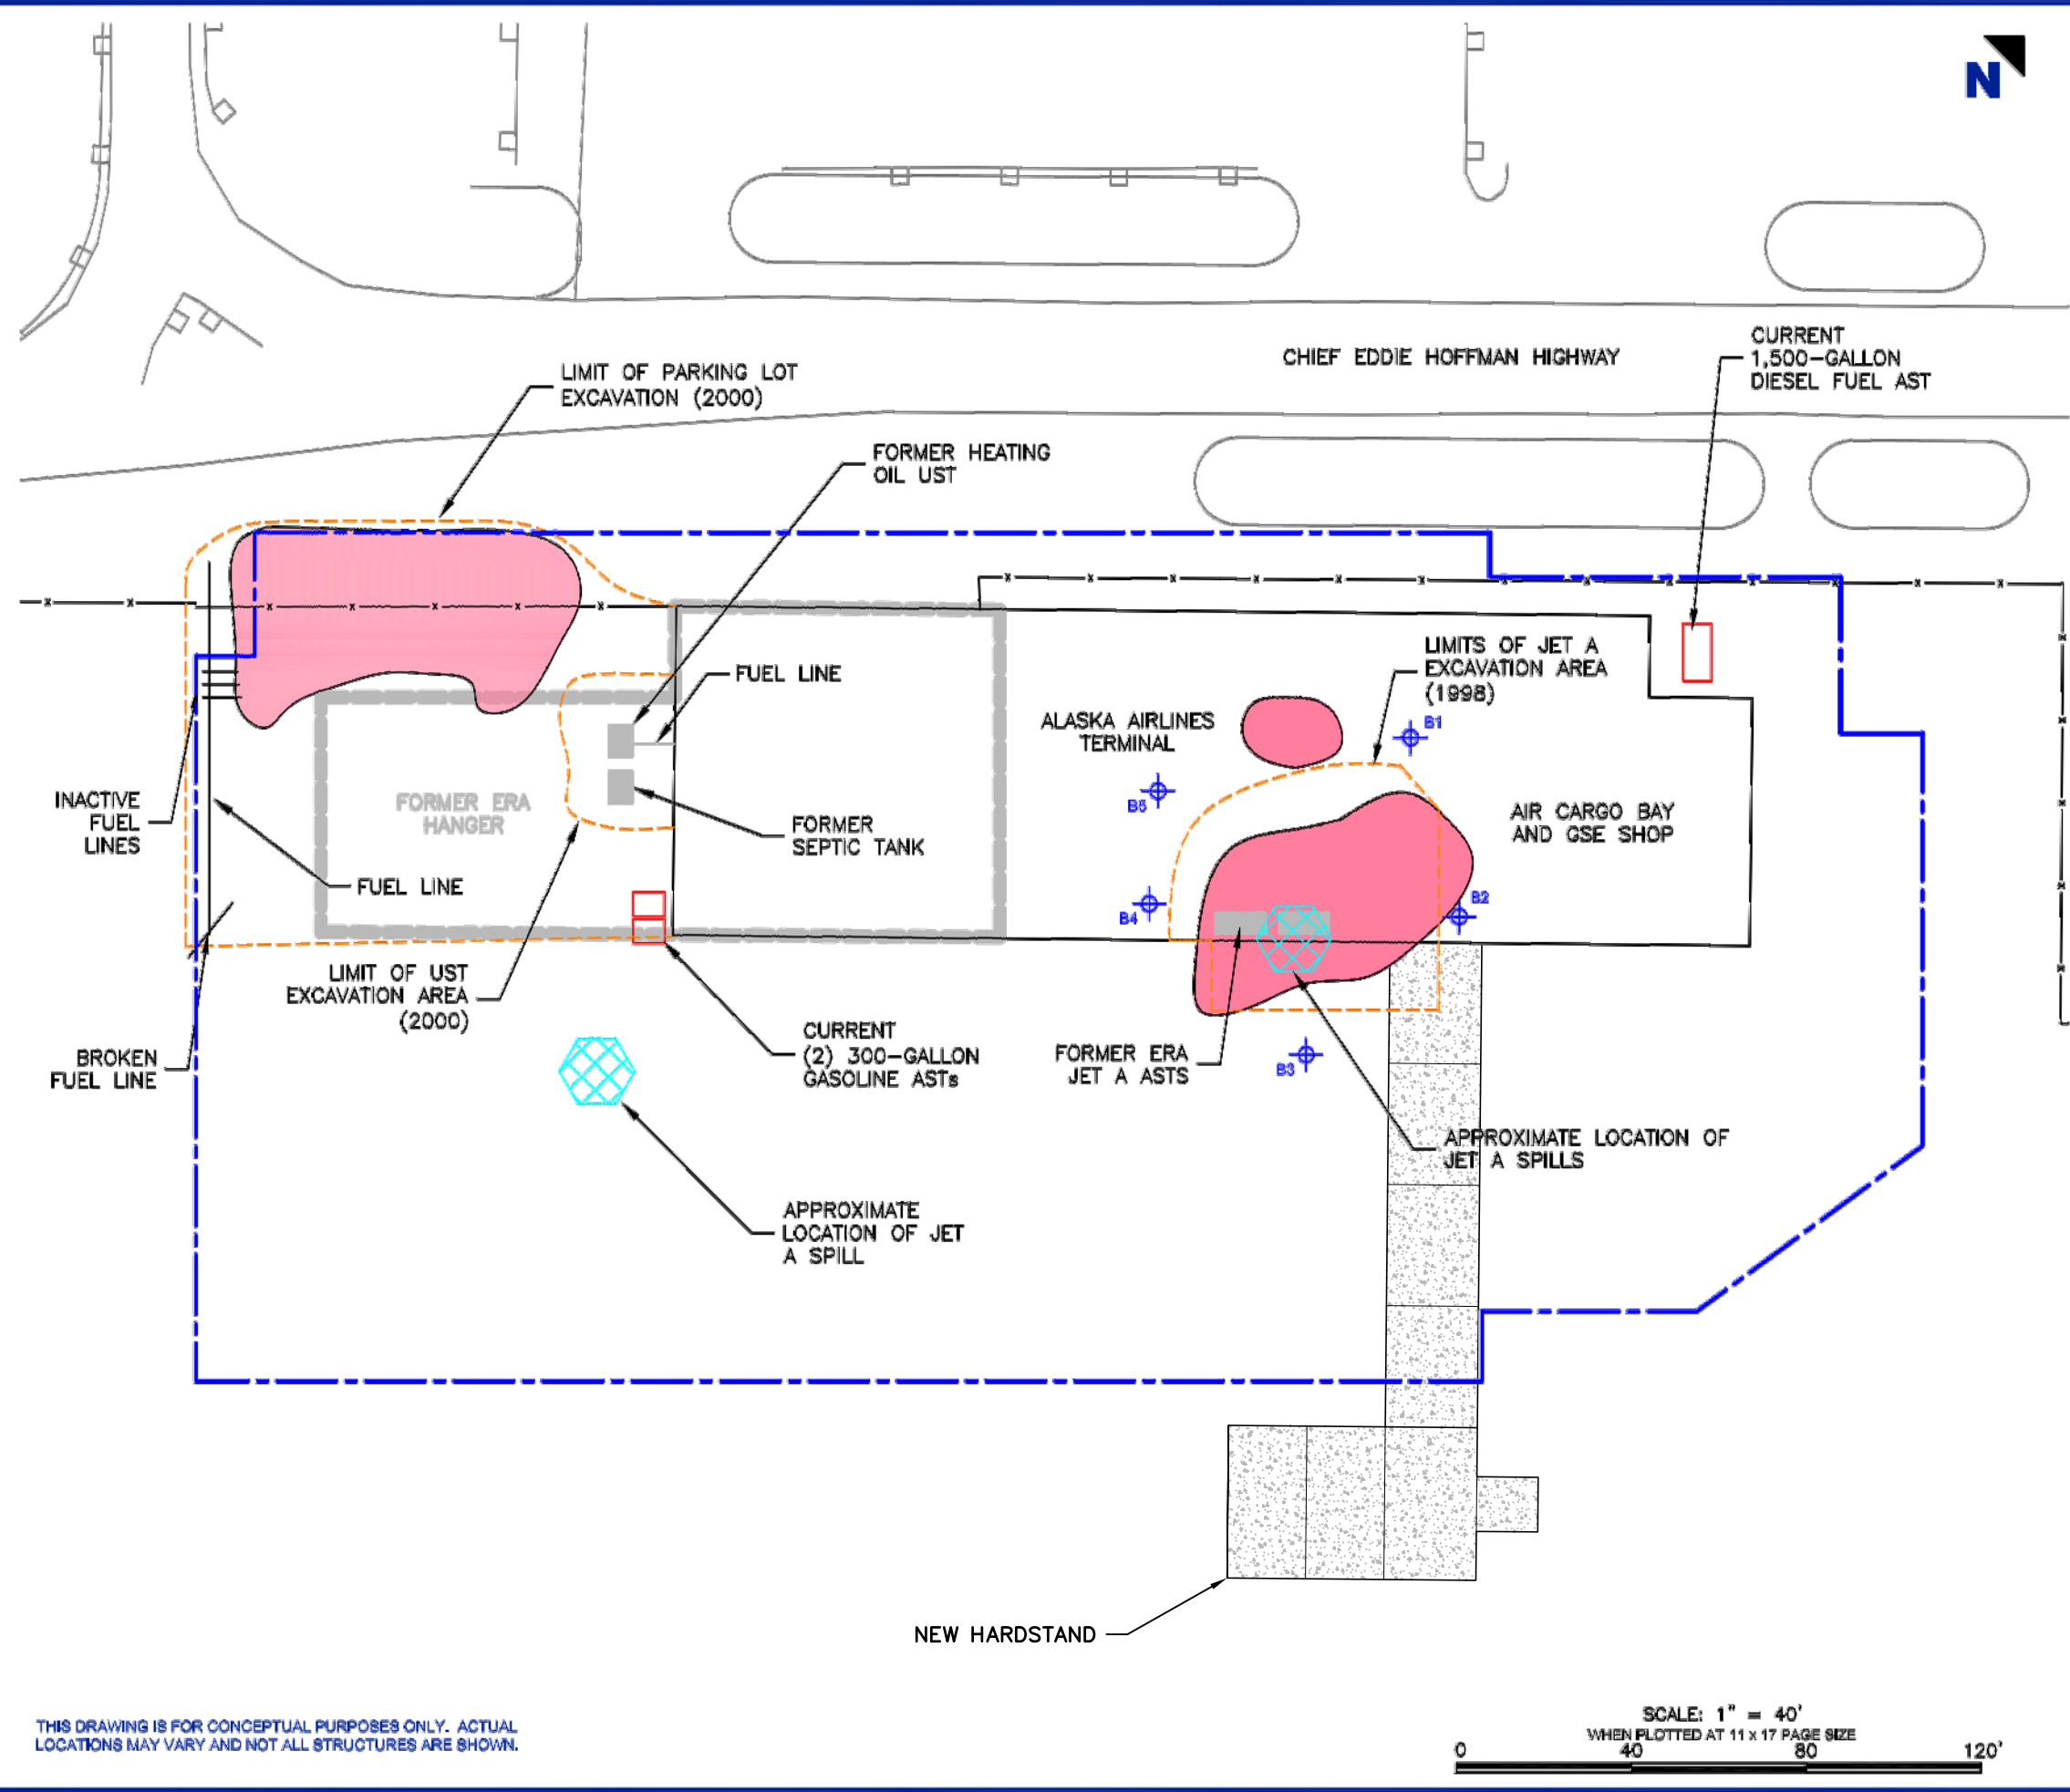 N
CHIEF EDDIE HOFFMAN HIGHWAY
CURRENT
1,500-GALLON
DIESEL FUEL AST
LIMIT OF PARKING LOT
EXCAVATION (2000)
FORMER HEATING
OIL UST
LIMITS OF JET A
EXCAVATION AREA
(1998)
FUEL LINE
ALASKA AIRLINES
TERMINAL
B1
B5
INACTIVE
FUEL
LINES
FORMER ERA
HANGER
FORMER
SEPTIC TANK
AIR CARGO BAY
AND GSE SHOP
FUEL LINE
B4
B2
LIMIT OF UST
EXCAVATION AREA
(2000)
BROKEN
FUEL LINE
CURRENT
(2) 300-GALLON
GASOLINE ASTs
FORMER ERA
JET A ASTS
B3
APPROXIMATE LOCATION OF
JET A SPILLS
APPROXIMATE
LOCATION OF JET
A SPILL
NEW HARDSTAND
THIS DRAWING IS FOR CONCEPTUAL PURPOSES ONLY. ACTUAL
LOCATIONS MAY VARY AND NOT ALL STRUCTURES ARE SHOWN.
SCALE: 1" = 40'
WHEN PLOTTED AT 11 x 17 PAGE SIZE
0 40 80 120'